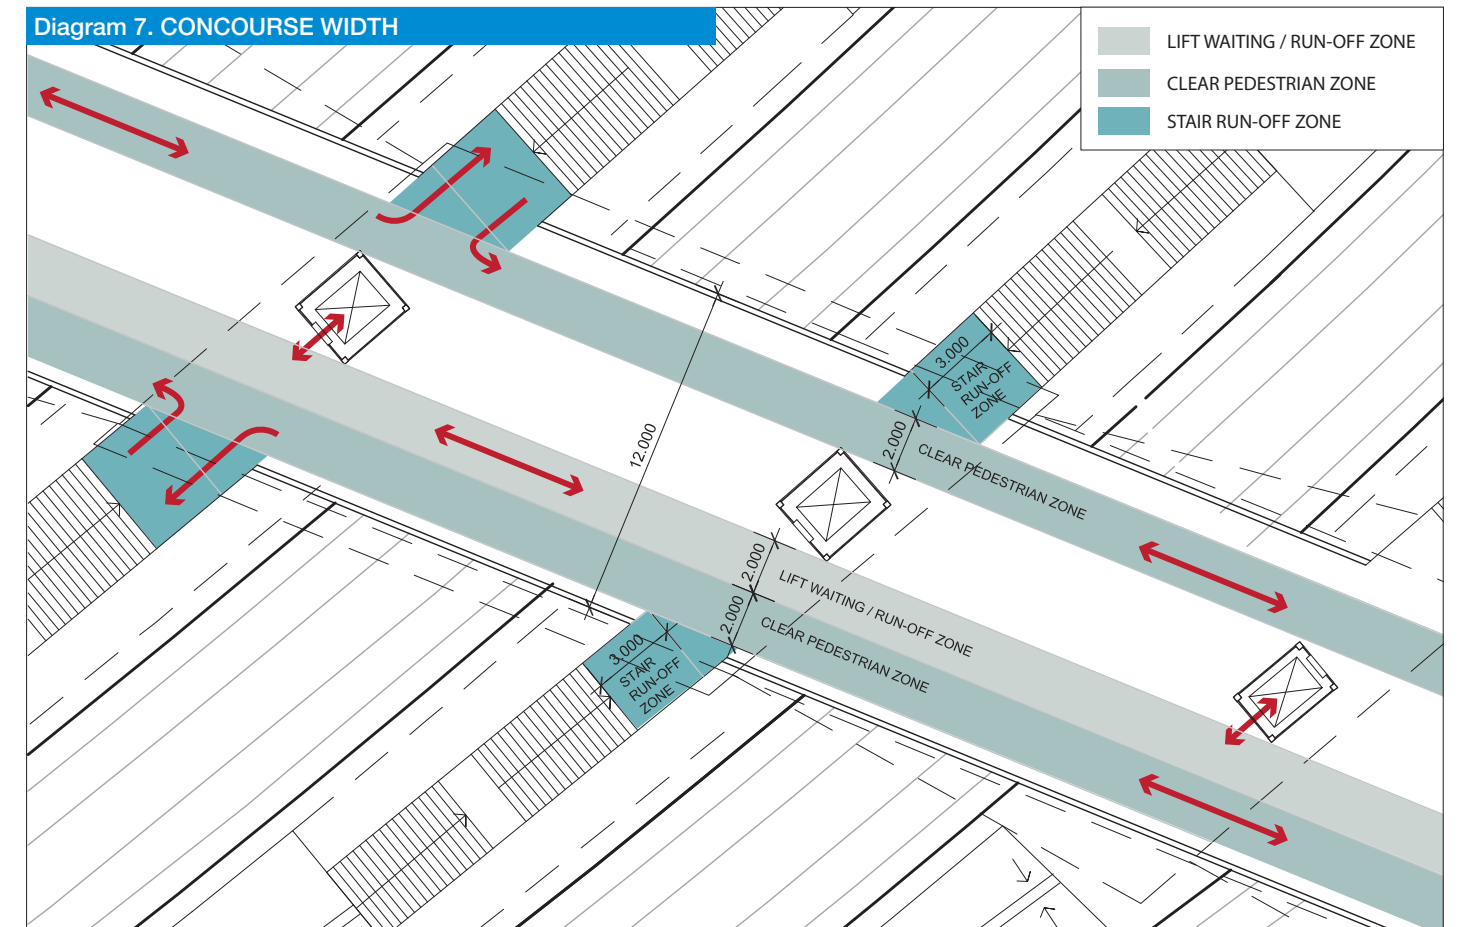 Diagram 7. CONCOURSE WIDTH
LIFT WAITING / RUN-OFF ZONE
CLEAR PEDESTRIAN ZONE
STAIR RUN-OFF ZONE
3.000
STAIR
RUN-OFF
ZONE
2.000
CLEAR PEDESTRIAN ZONE
12.000
2.000
LIFT WAITING / RUN-OFF ZONE
2.000
CLEAR PEDESTRIAN ZONE
3.000
STAIR
RUN-OFF
ZONE